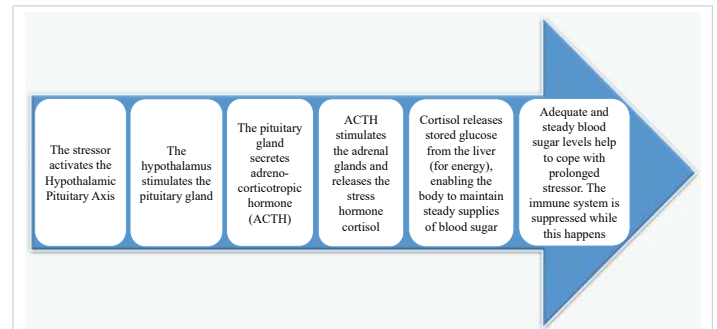 The stressor
activates the
Hypothalamic
Pituitary Axis
The
hypothalamus
stimulates the
pituitary gland
The pituitary
gland
secretes
adreno-
corticotropic
hormone
(ACTH)
ACTH
stimulates
the adrenal
glands and
releases the
stress
hormone
cortisol
Cortisol releases
stored glucose
from the liver
(for energy),
enabling the
body to maintain
steady supplies
of blood sugar
Adequate and
steady blood
sugar levels help
to cope with
prolonged
stressor. The
immune system is
suppressed while
this happens